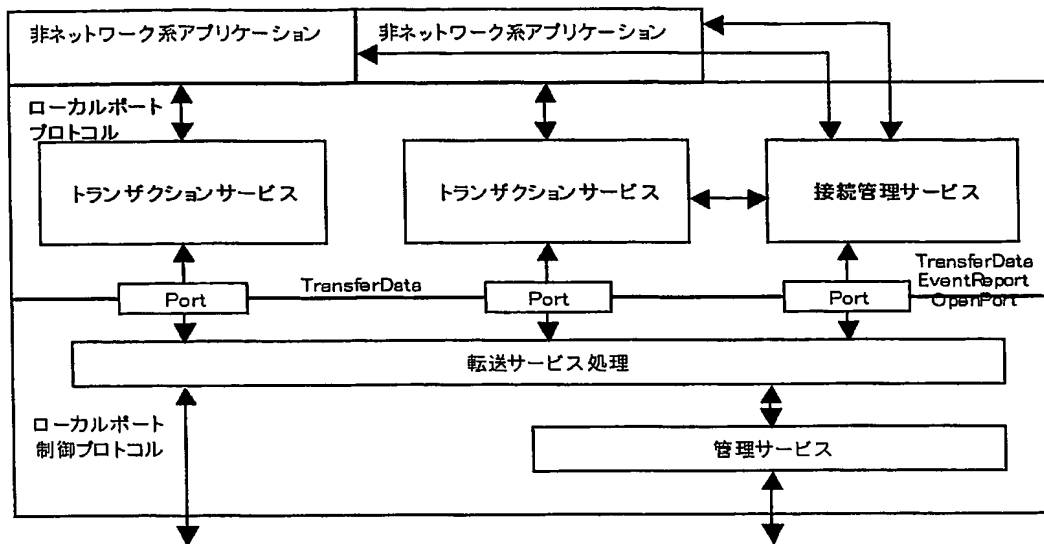 非ネットワーク系アプリケーション
非ネットワーク系アプリケーション
ローカルポート
プロトコル
トランザクションサービス
トランザクションサービス
接続管理サービス
TransferData
TransferData
EventReport
OpenPort
Port
Port
Port
転送サービス処理
ローカルポート
制御プロトコル
管理サービス